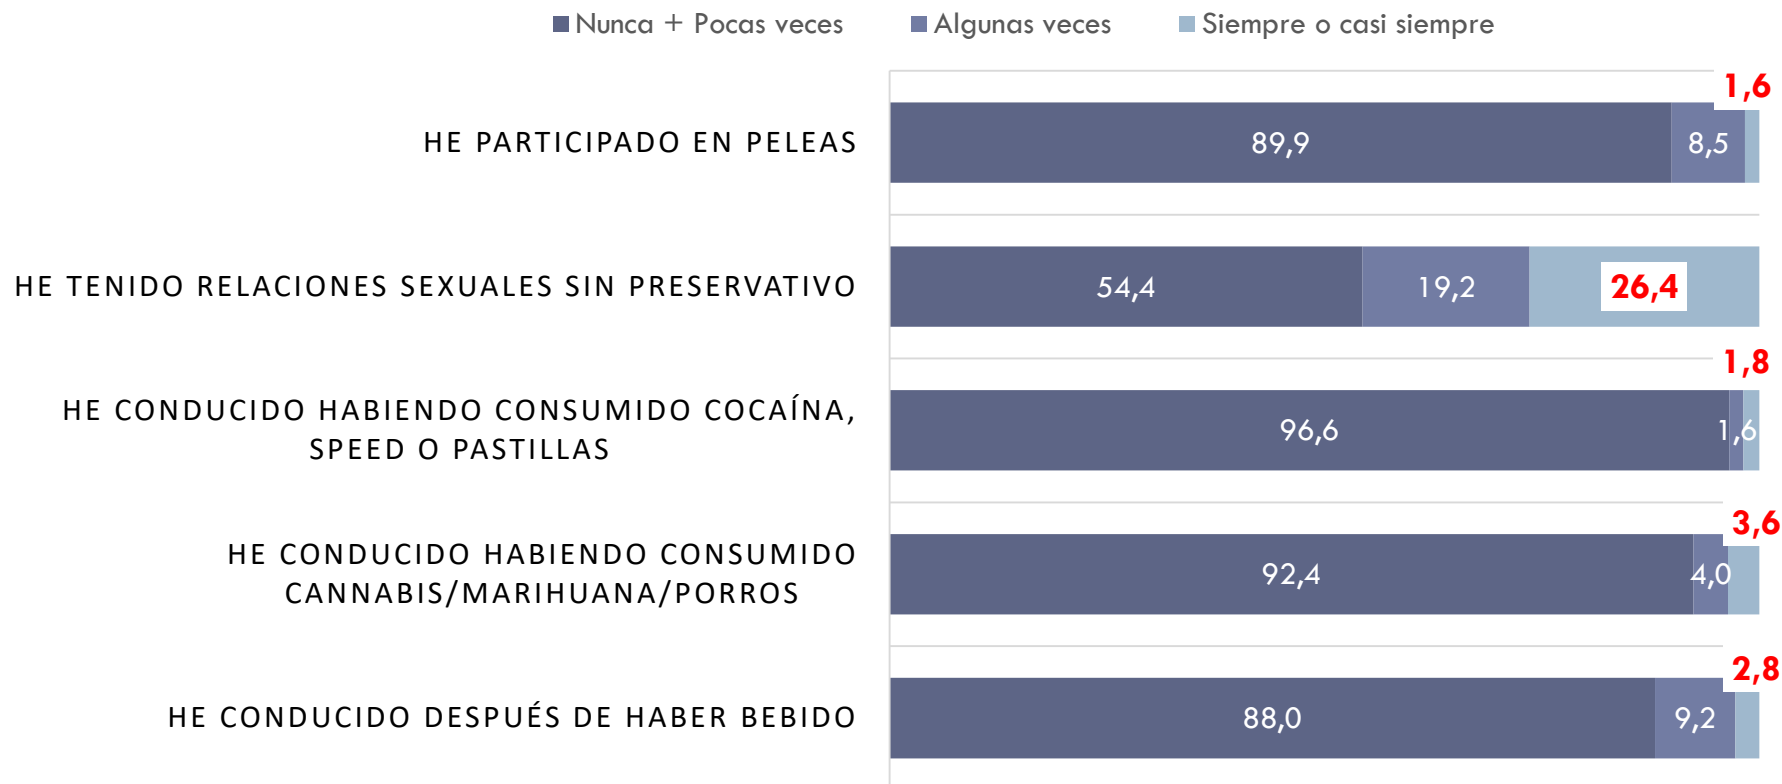 Nunca + Pocas veces Algunas veces Siempre o casi siempre
1,6
HE PARTICIPADO EN PELEAS 89,9 8,5
HE TENIDO RELACIONES SEXUALES SIN PRESERVATIVO 54,4 19,2 26,4
1,8
HE CONDUCIDO HABIENDO CONSUMIDO COCAÍNA,
SPEED O PASTILLAS
96,6 1,6
3,6
HE CONDUCIDO HABIENDO CONSUMIDO
CANNABIS/MARIHUANA/PORROS
92,4 4,0
2,8
HE CONDUCIDO DESPUÉS DE HABER BEBIDO 88,0 9,2